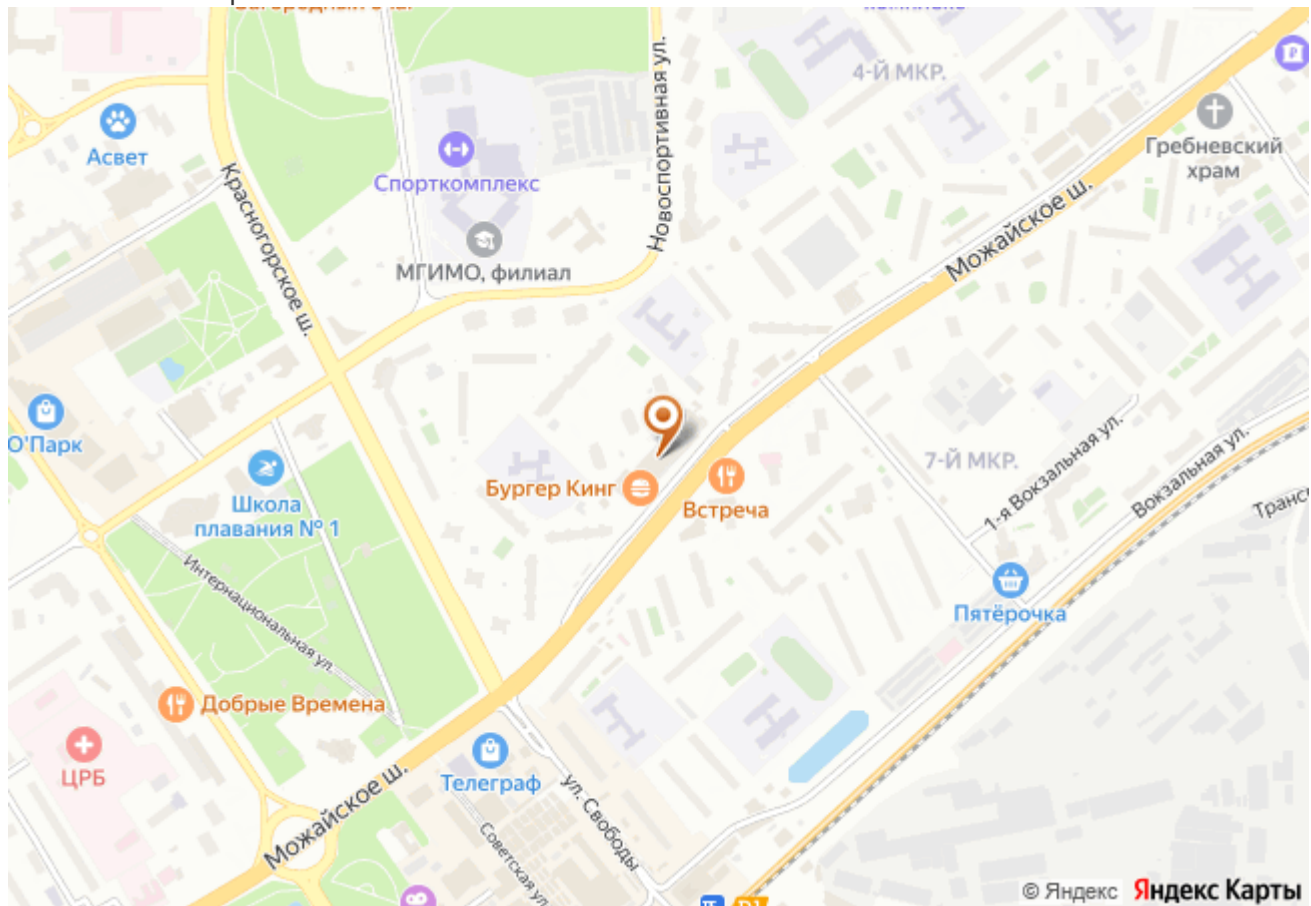 4-Й МКР.
Асвет
Спорткомплекс
Гребневский
храм
Новоспортивная ул.
Красногорское ш.
МГИМО, филиал
Можайское ш.
О'Парк
Школа
плавания № 1
Бургер Кинг
Встреча
7-Й МКР.
1-я Вокзальная ул.
Вокзальная ул.
Интернациональная ул.
Пятёрочка
Добрые Времена
ЦРБ
Телеграф
ул. Свободы
Можайское ш.
Советская ул.
© Яндекс Яндекс Карты